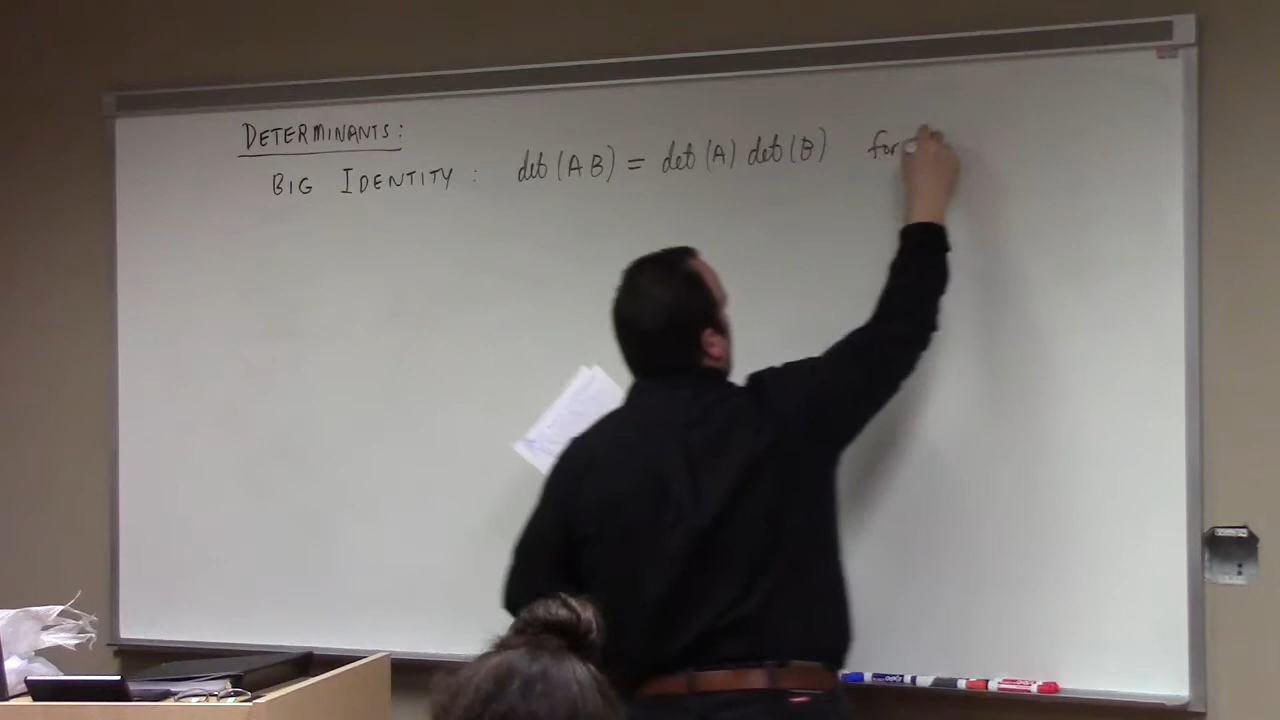 DETERMINANTS:
BIG IDENTITY : det (AB) = det (A) det (B) for